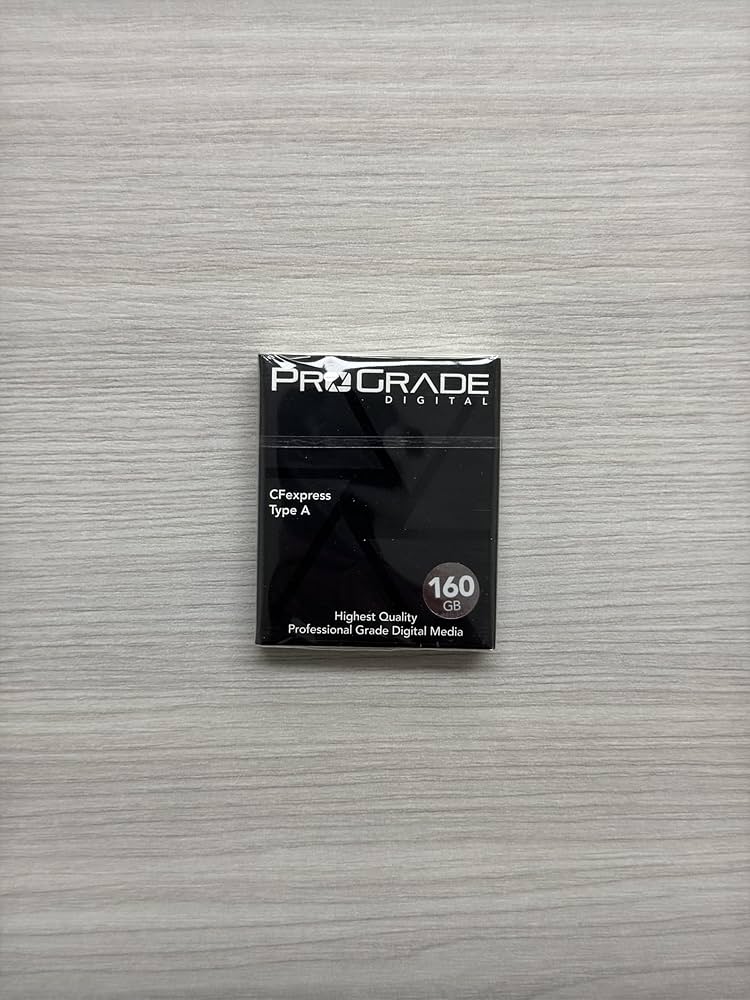 PROGRADE
DIGITAL
CFexpress
Type A
160
GB
Highest Quality
Professional Grade Digital Media